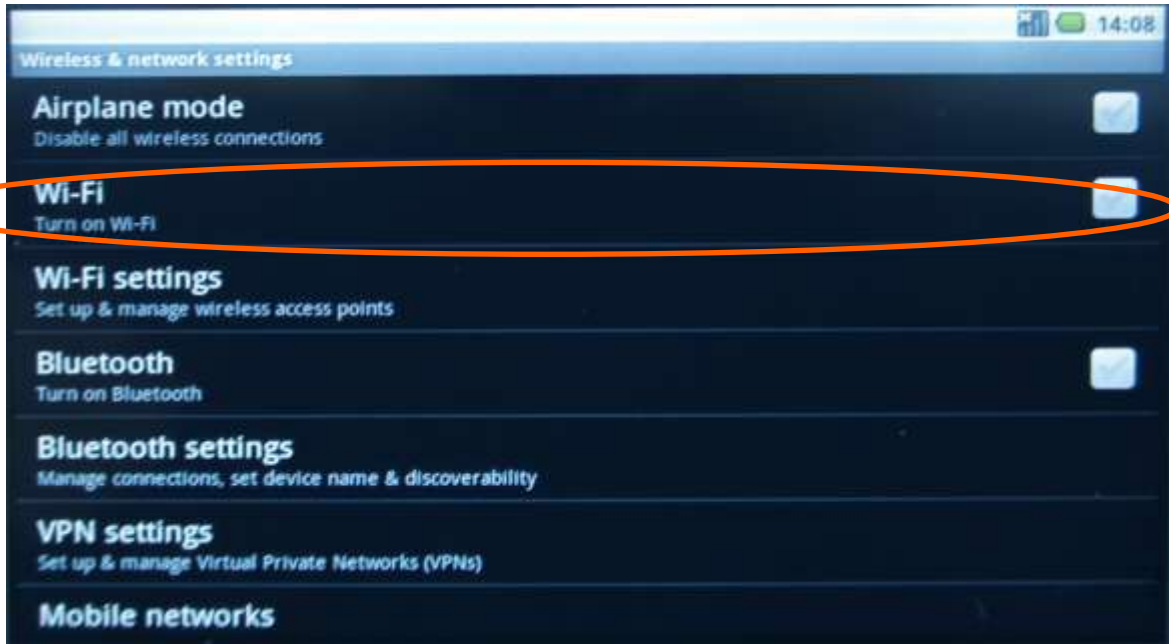 14:08
Wireless & network settings
Airplane mode
Disable all wireless connections
Wi-Fi
Turn on Wi-Fi
Wi-Fi settings
Set up & manage wireless access points
Bluetooth
Turn on Bluetooth
Bluetooth settings
Manage connections, set device name & discoverability
VPN settings
Set up & manage Virtual Private Networks (VPNs)
Mobile networks